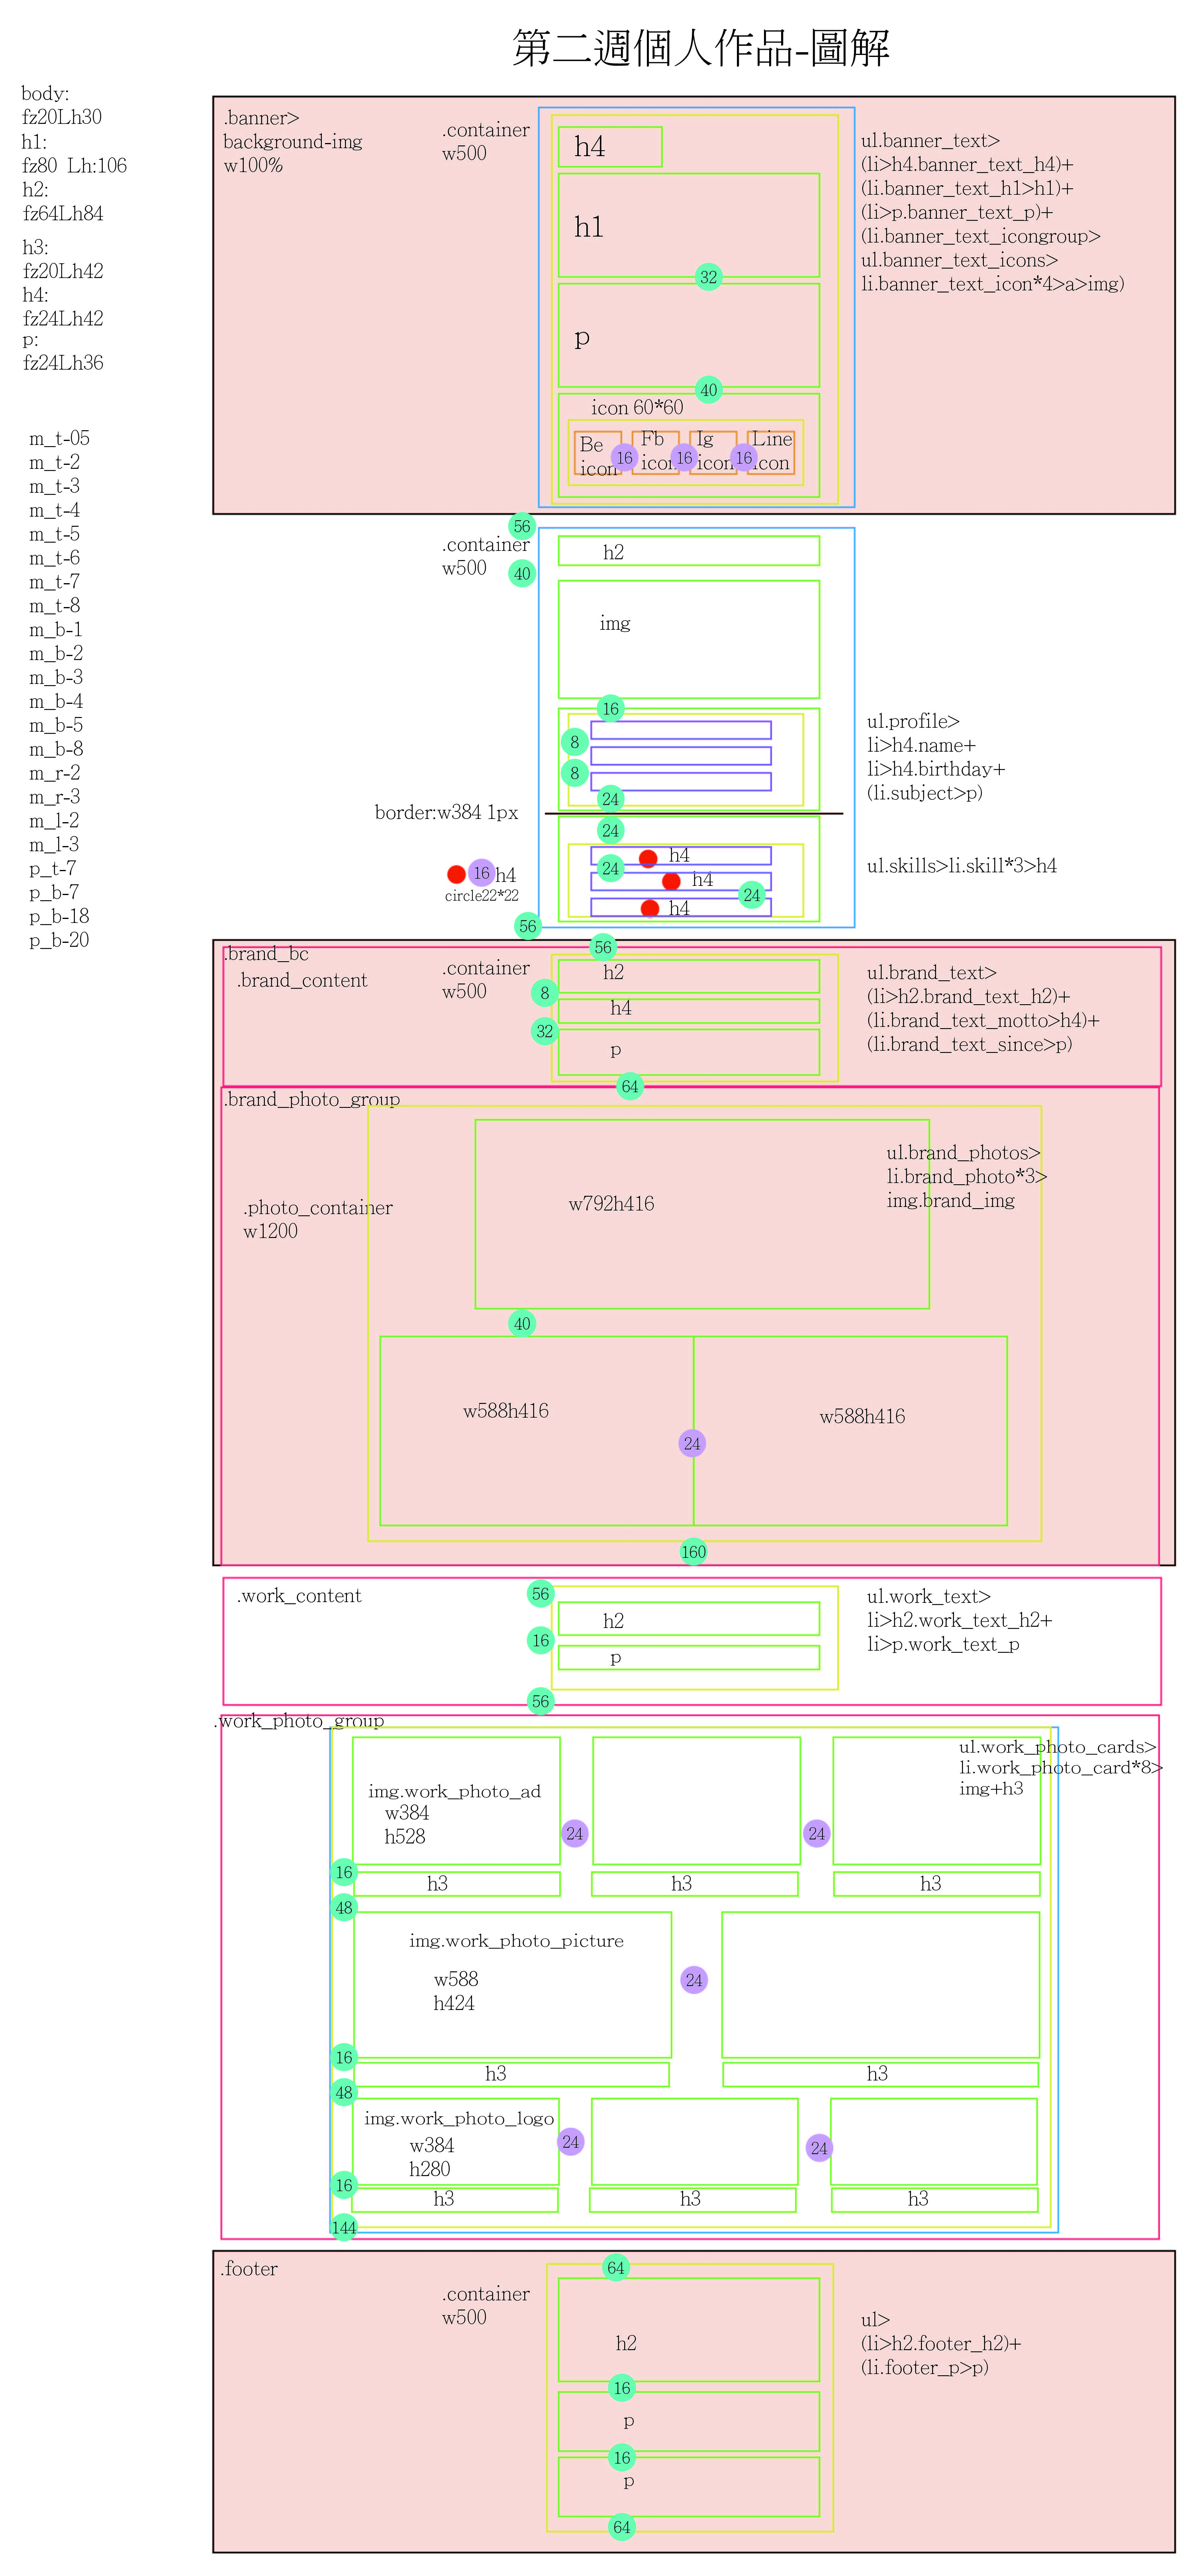 第二週個人作品-圖解
body:
fz20Lh30
h1:
fz80 Lh:106
h2:
fz64Lh84
h3:
fz20Lh42
h4:
fz24Lh42
p:
fz24Lh36
m_t-05
m_t-2
m_t-3
m_t-4
m_t-5
m_t-6
m_t-7
m_t-8
m_b-1
m_b-2
m_b-3
m_b-4
m_b-5
m_b-8
m_r-2
m_r-3
m_l-2
m_l-3
p_t-7
p_b-7
p_b-18
p_b-20
.banner>
background-img
w100%
.container
w500
h4
h1
32
p
40
icon 60*60
Be
icon
16
Fb
icon
16
Ig
icon
16
Line
icon
ul.banner_text>
(li>h4.banner_text_h4)+
(li.banner_text_h1>h1)+
(li>p.banner_text_p)+
(li.banner_text_icongroup>
ul.banner_text_icons>
li.banner_text_icon*4>a>img)
56
.container
w500
40
h2
img
16
8
8
24
ul.profile>
li>h4.name+
li>h4.birthday+
(li.subject>p)
border:w384 1px
24
h4
24
h4
24
h4
16 h4
circle22*22
56
ul.skills>li.skill*3>h4
.brand_bc
.brand_content
.container
w500
56
h2
8
h4
32
p
64
ul.brand_text>
(li>h2.brand_text_h2)+
(li.brand_text_motto>h4)+
(li.brand_text_since>p)
.brand_photo_group
.photo_container
w1200
w792h416
ul.brand_photos>
li.brand_photo*3>
img.brand_img
40
w588h416
24
w588h416
160
.work_content
56
h2
16
p
56
ul.work_text>
li>h2.work_text_h2+
li>p.work_text_p
.work_photo_group
ul.work_photo_cards>
li.work_photo_card*8>
img+h3
img.work_photo_ad
w384
h528
24
24
16
h3
h3
h3
48
img.work_photo_picture
w588
h424
24
16
h3
h3
48
img.work_photo_logo
w384
h280
24
24
16
h3
h3
h3
144
.footer
.container
w500
64
h2
16
p
16
p
64
ul>
(li>h2.footer_h2)+
(li.footer_p>p)